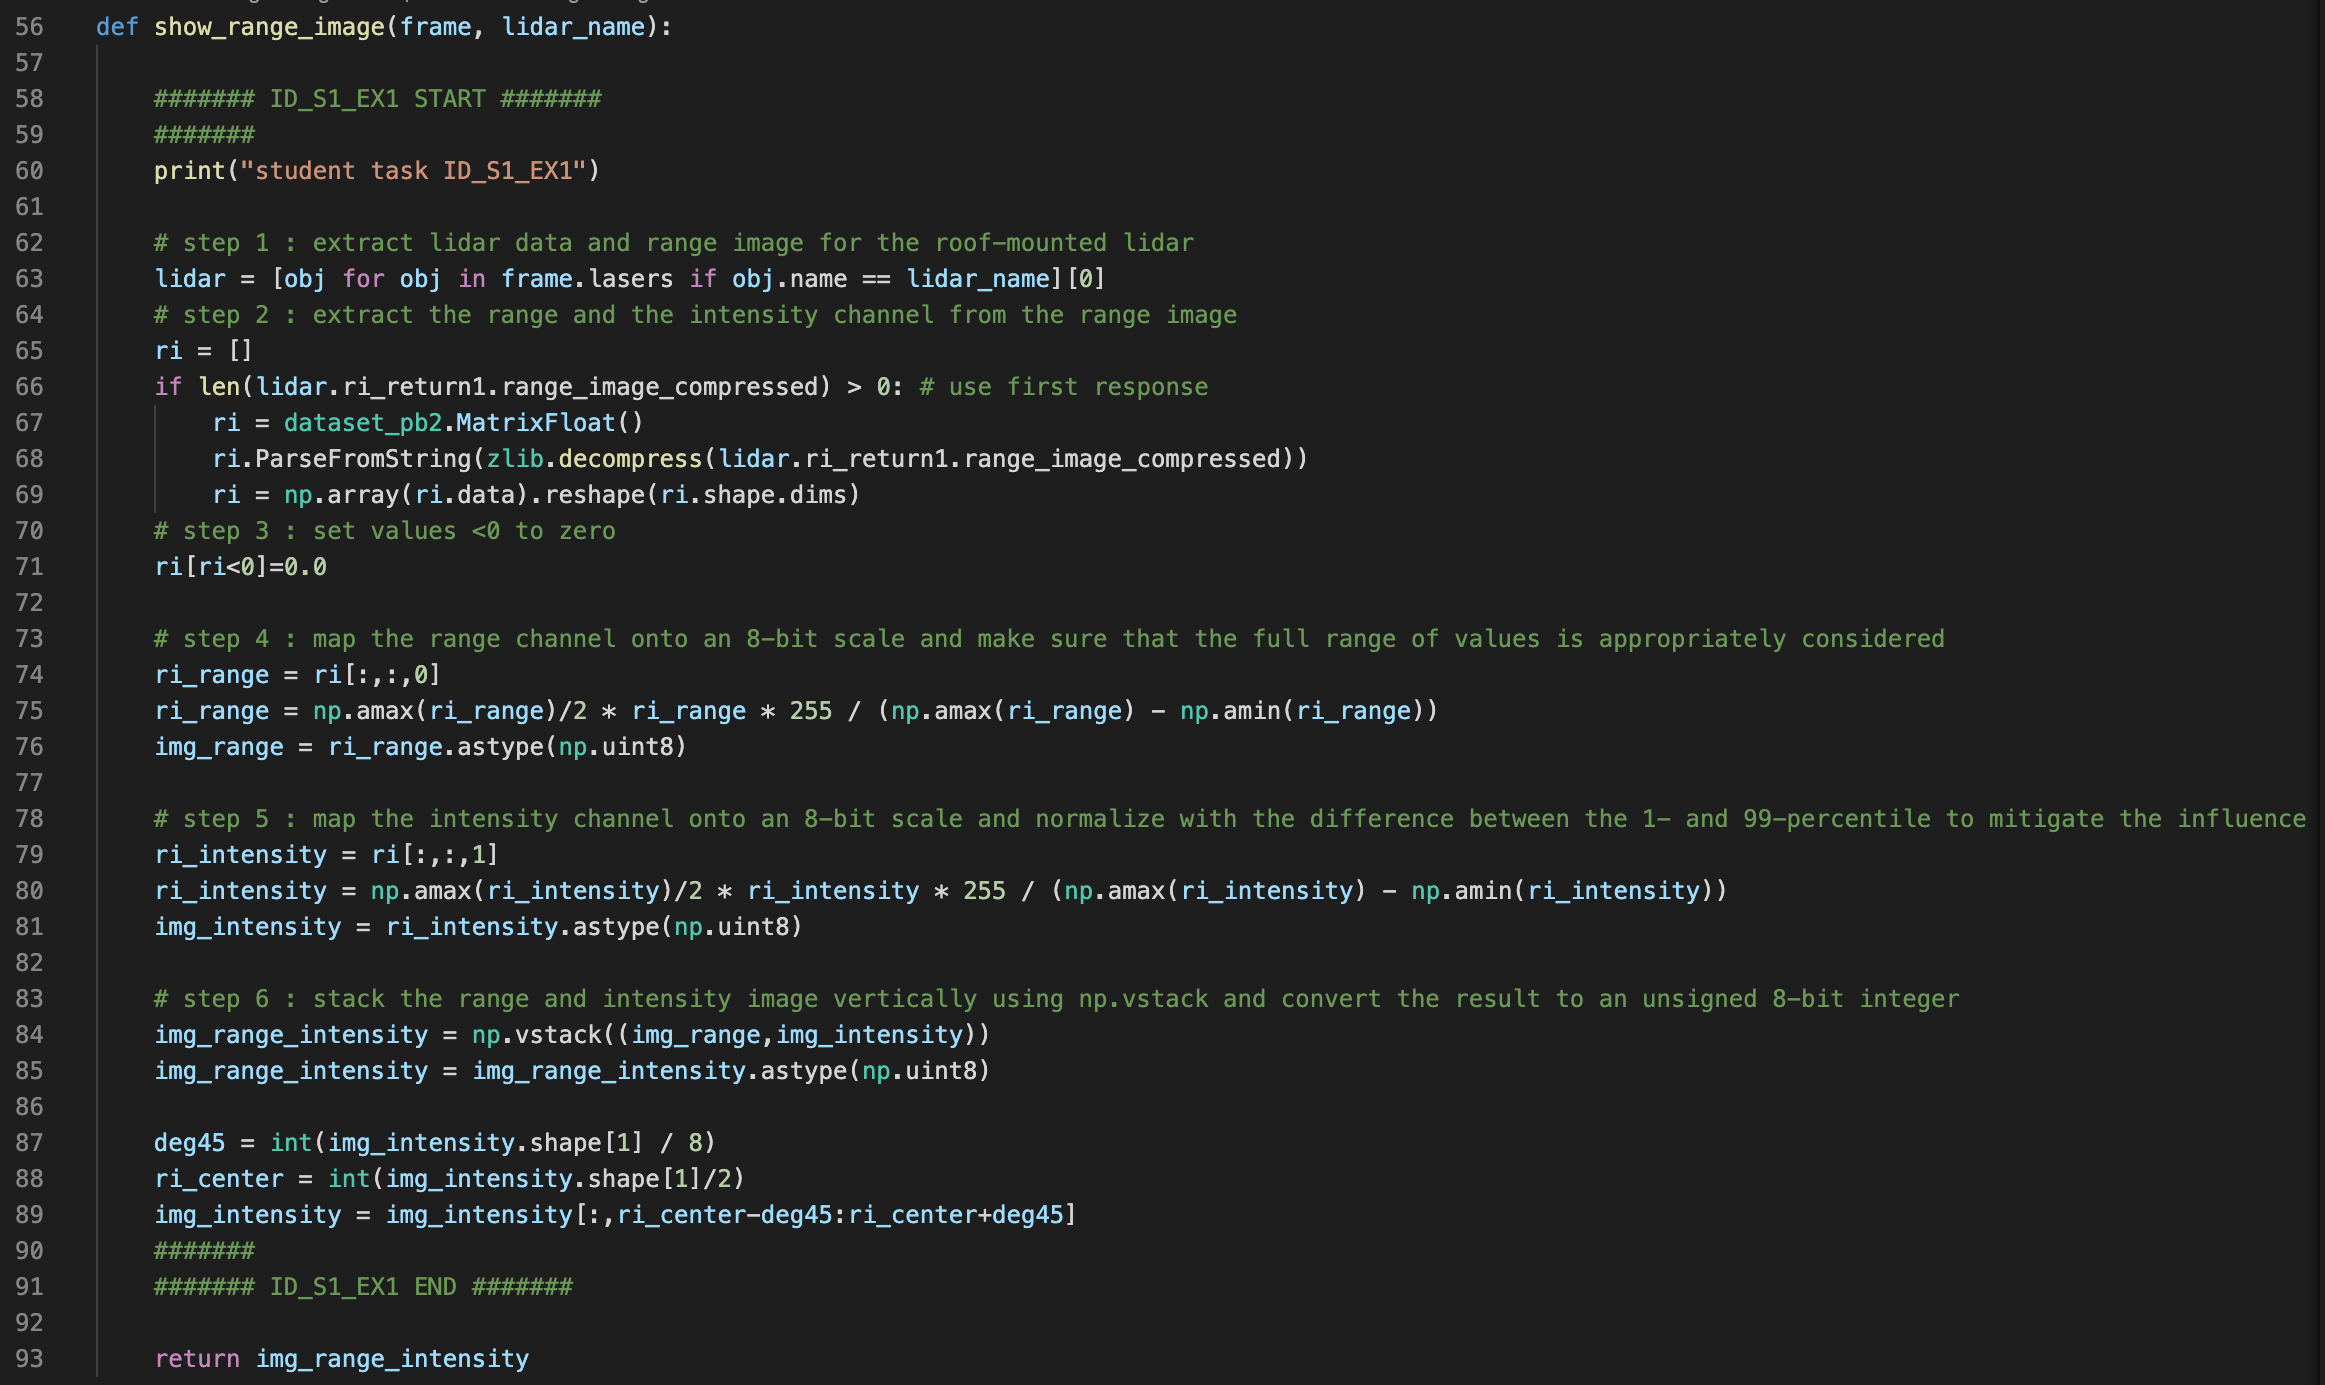 56 def show_range_image(frame, lidar_name):
57
58 ####### ID_S1_EX1 START #######
59 #######
60 print("student task ID_S1_EX1")
61
62 # step 1 : extract lidar data and range image for the roof-mounted lidar
63 lidar = [obj for obj in frame.lasers if obj.name == lidar_name][0]
64 # step 2 : extract the range and the intensity channel from the range image
65 ri = []
66 if len(lidar.ri_return1.range_image_compressed) > 0: # use first response
67 ri = dataset_pb2.MatrixFloat()
68 ri.ParseFromString(zlib.decompress(lidar.ri_return1.range_image_compressed))
69 ri = np.array(ri.data).reshape(ri.shape.dims)
70 # step 3 : set values <0 to zero
71 ri[ri<0]=0.0
72
73 # step 4 : map the range channel onto an 8-bit scale and make sure that the full range of values is appropriately considered
74 ri_range = ri[:,:,0]
75 ri_range = np.amax(ri_range)/2 * ri_range * 255 / (np.amax(ri_range) - np.amin(ri_range))
76 img_range = ri_range.astype(np.uint8)
77
78 # step 5 : map the intensity channel onto an 8-bit scale and normalize with the difference between the 1- and 99-percentile to mitigate the influence
79 ri_intensity = ri[:,:,1]
80 ri_intensity = np.amax(ri_intensity)/2 * ri_intensity * 255 / (np.amax(ri_intensity) - np.amin(ri_intensity))
81 img_intensity = ri_intensity.astype(np.uint8)
82
83 # step 6 : stack the range and intensity image vertically using np.vstack and convert the result to an unsigned 8-bit integer
84 img_range_intensity = np.vstack((img_range,img_intensity))
85 img_range_intensity = img_range_intensity.astype(np.uint8)
86
87 deg45 = int(img_intensity.shape[1] / 8)
88 ri_center = int(img_intensity.shape[1]/2)
89 img_intensity = img_intensity[:,ri_center-deg45:ri_center+deg45]
90 #######
91 ####### ID_S1_EX1 END #######
92
93 return img_range_intensity